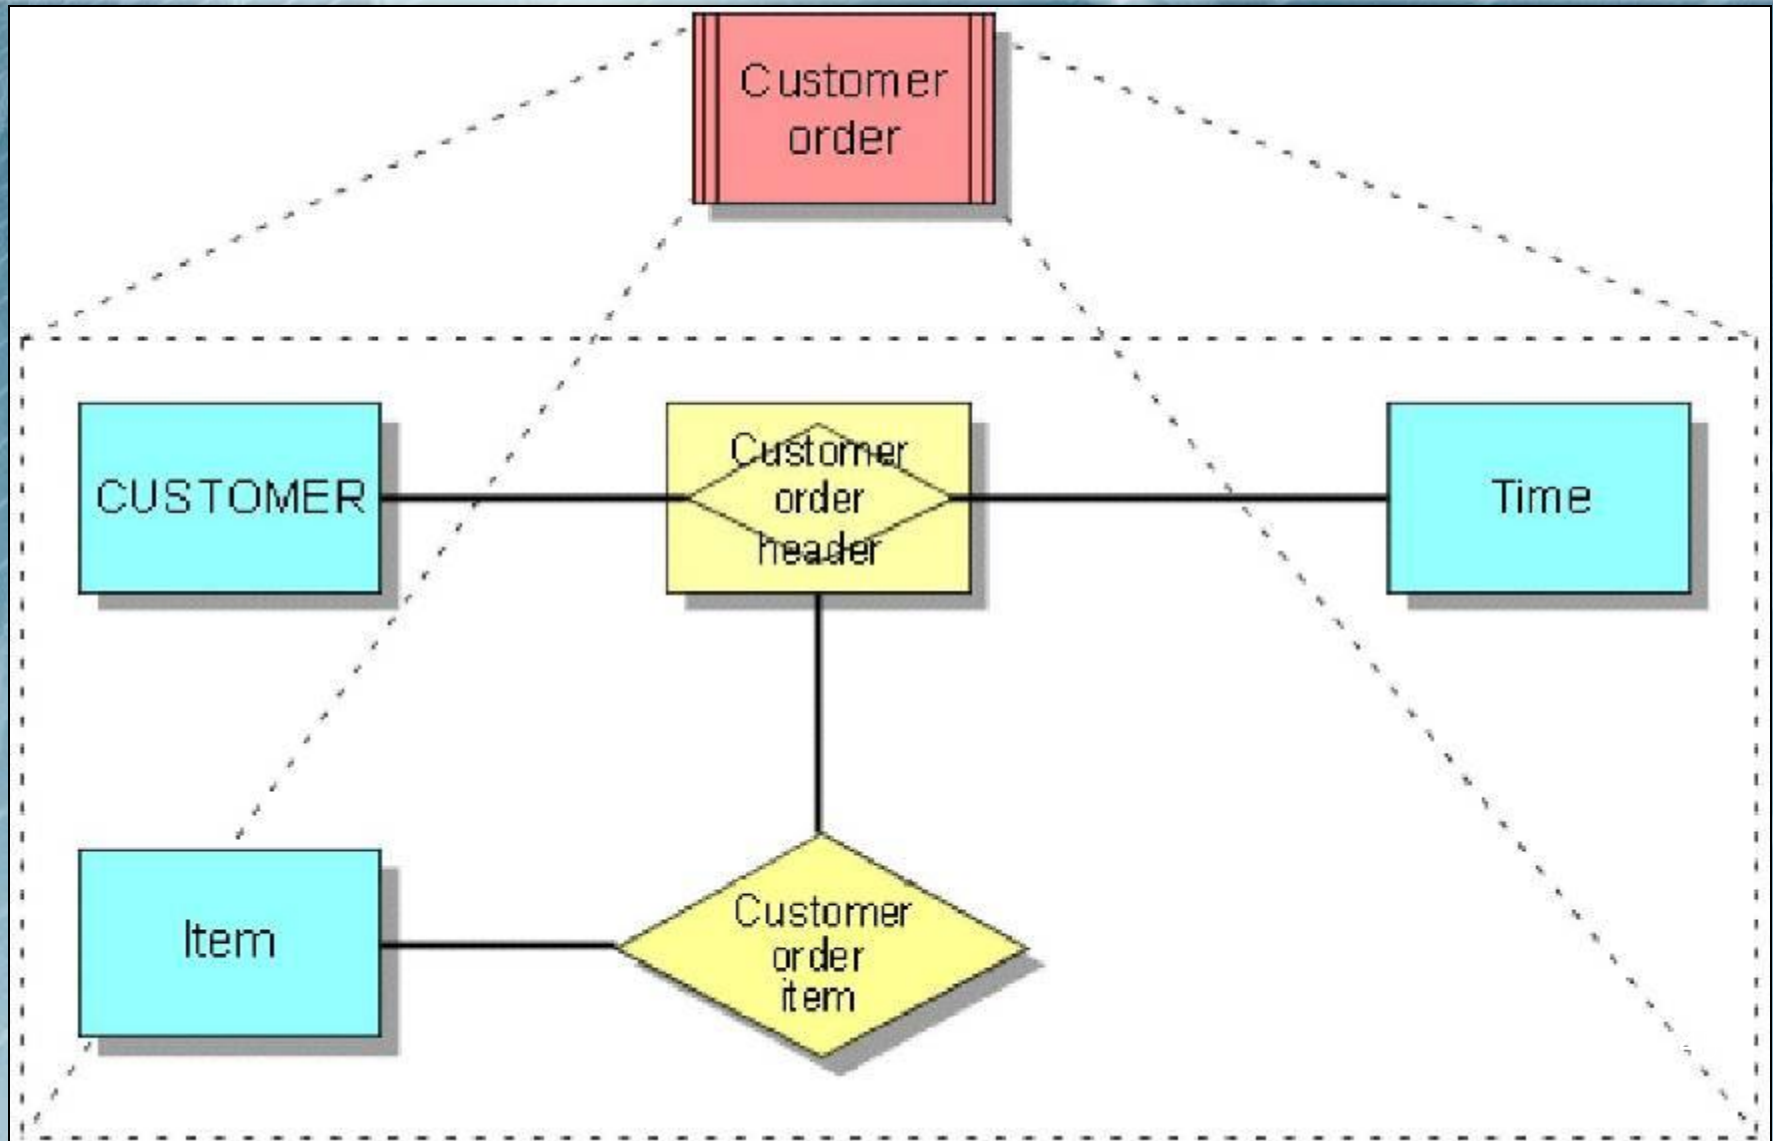 Customer
order
CUSTOMER
Customer
order
header
Time
Item
Customer
order
item